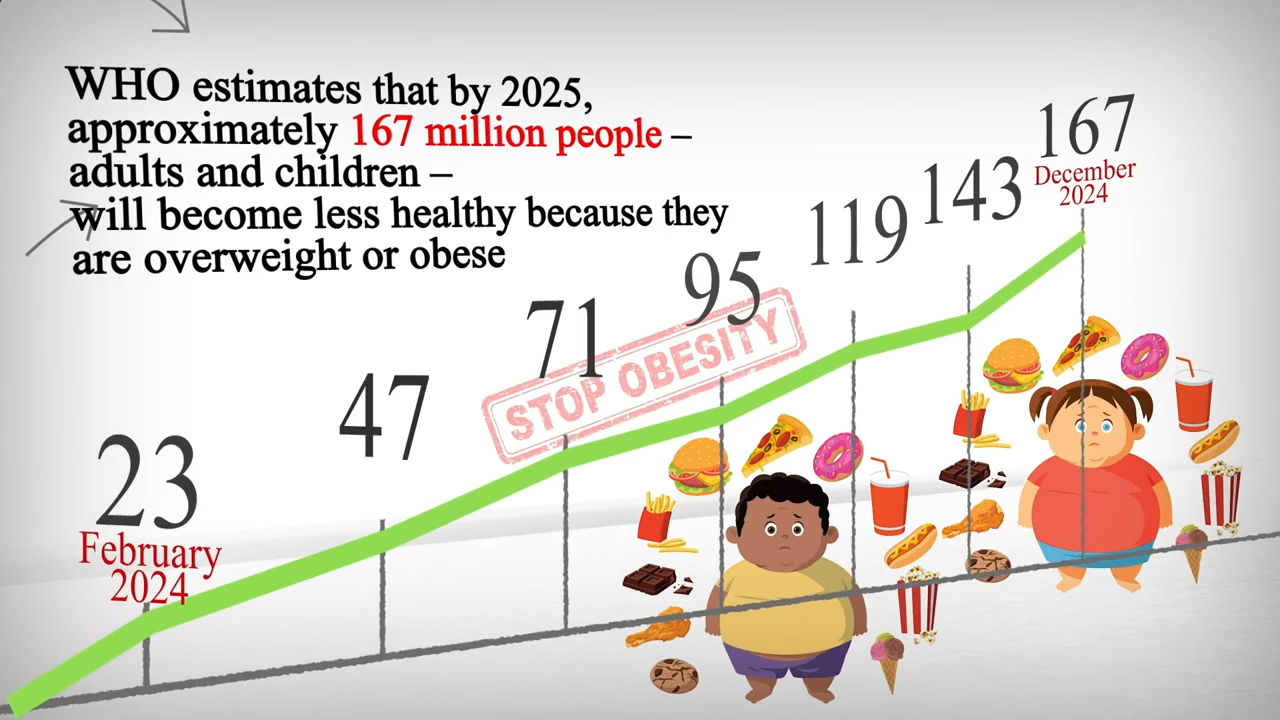 WHO estimates that by 2025,
approximately 167 million people –
adults and children –
will become less healthy because they
are overweight or obese
23
February
2024
47
71
95
119
143
167
December
2024
STOP OBESITY